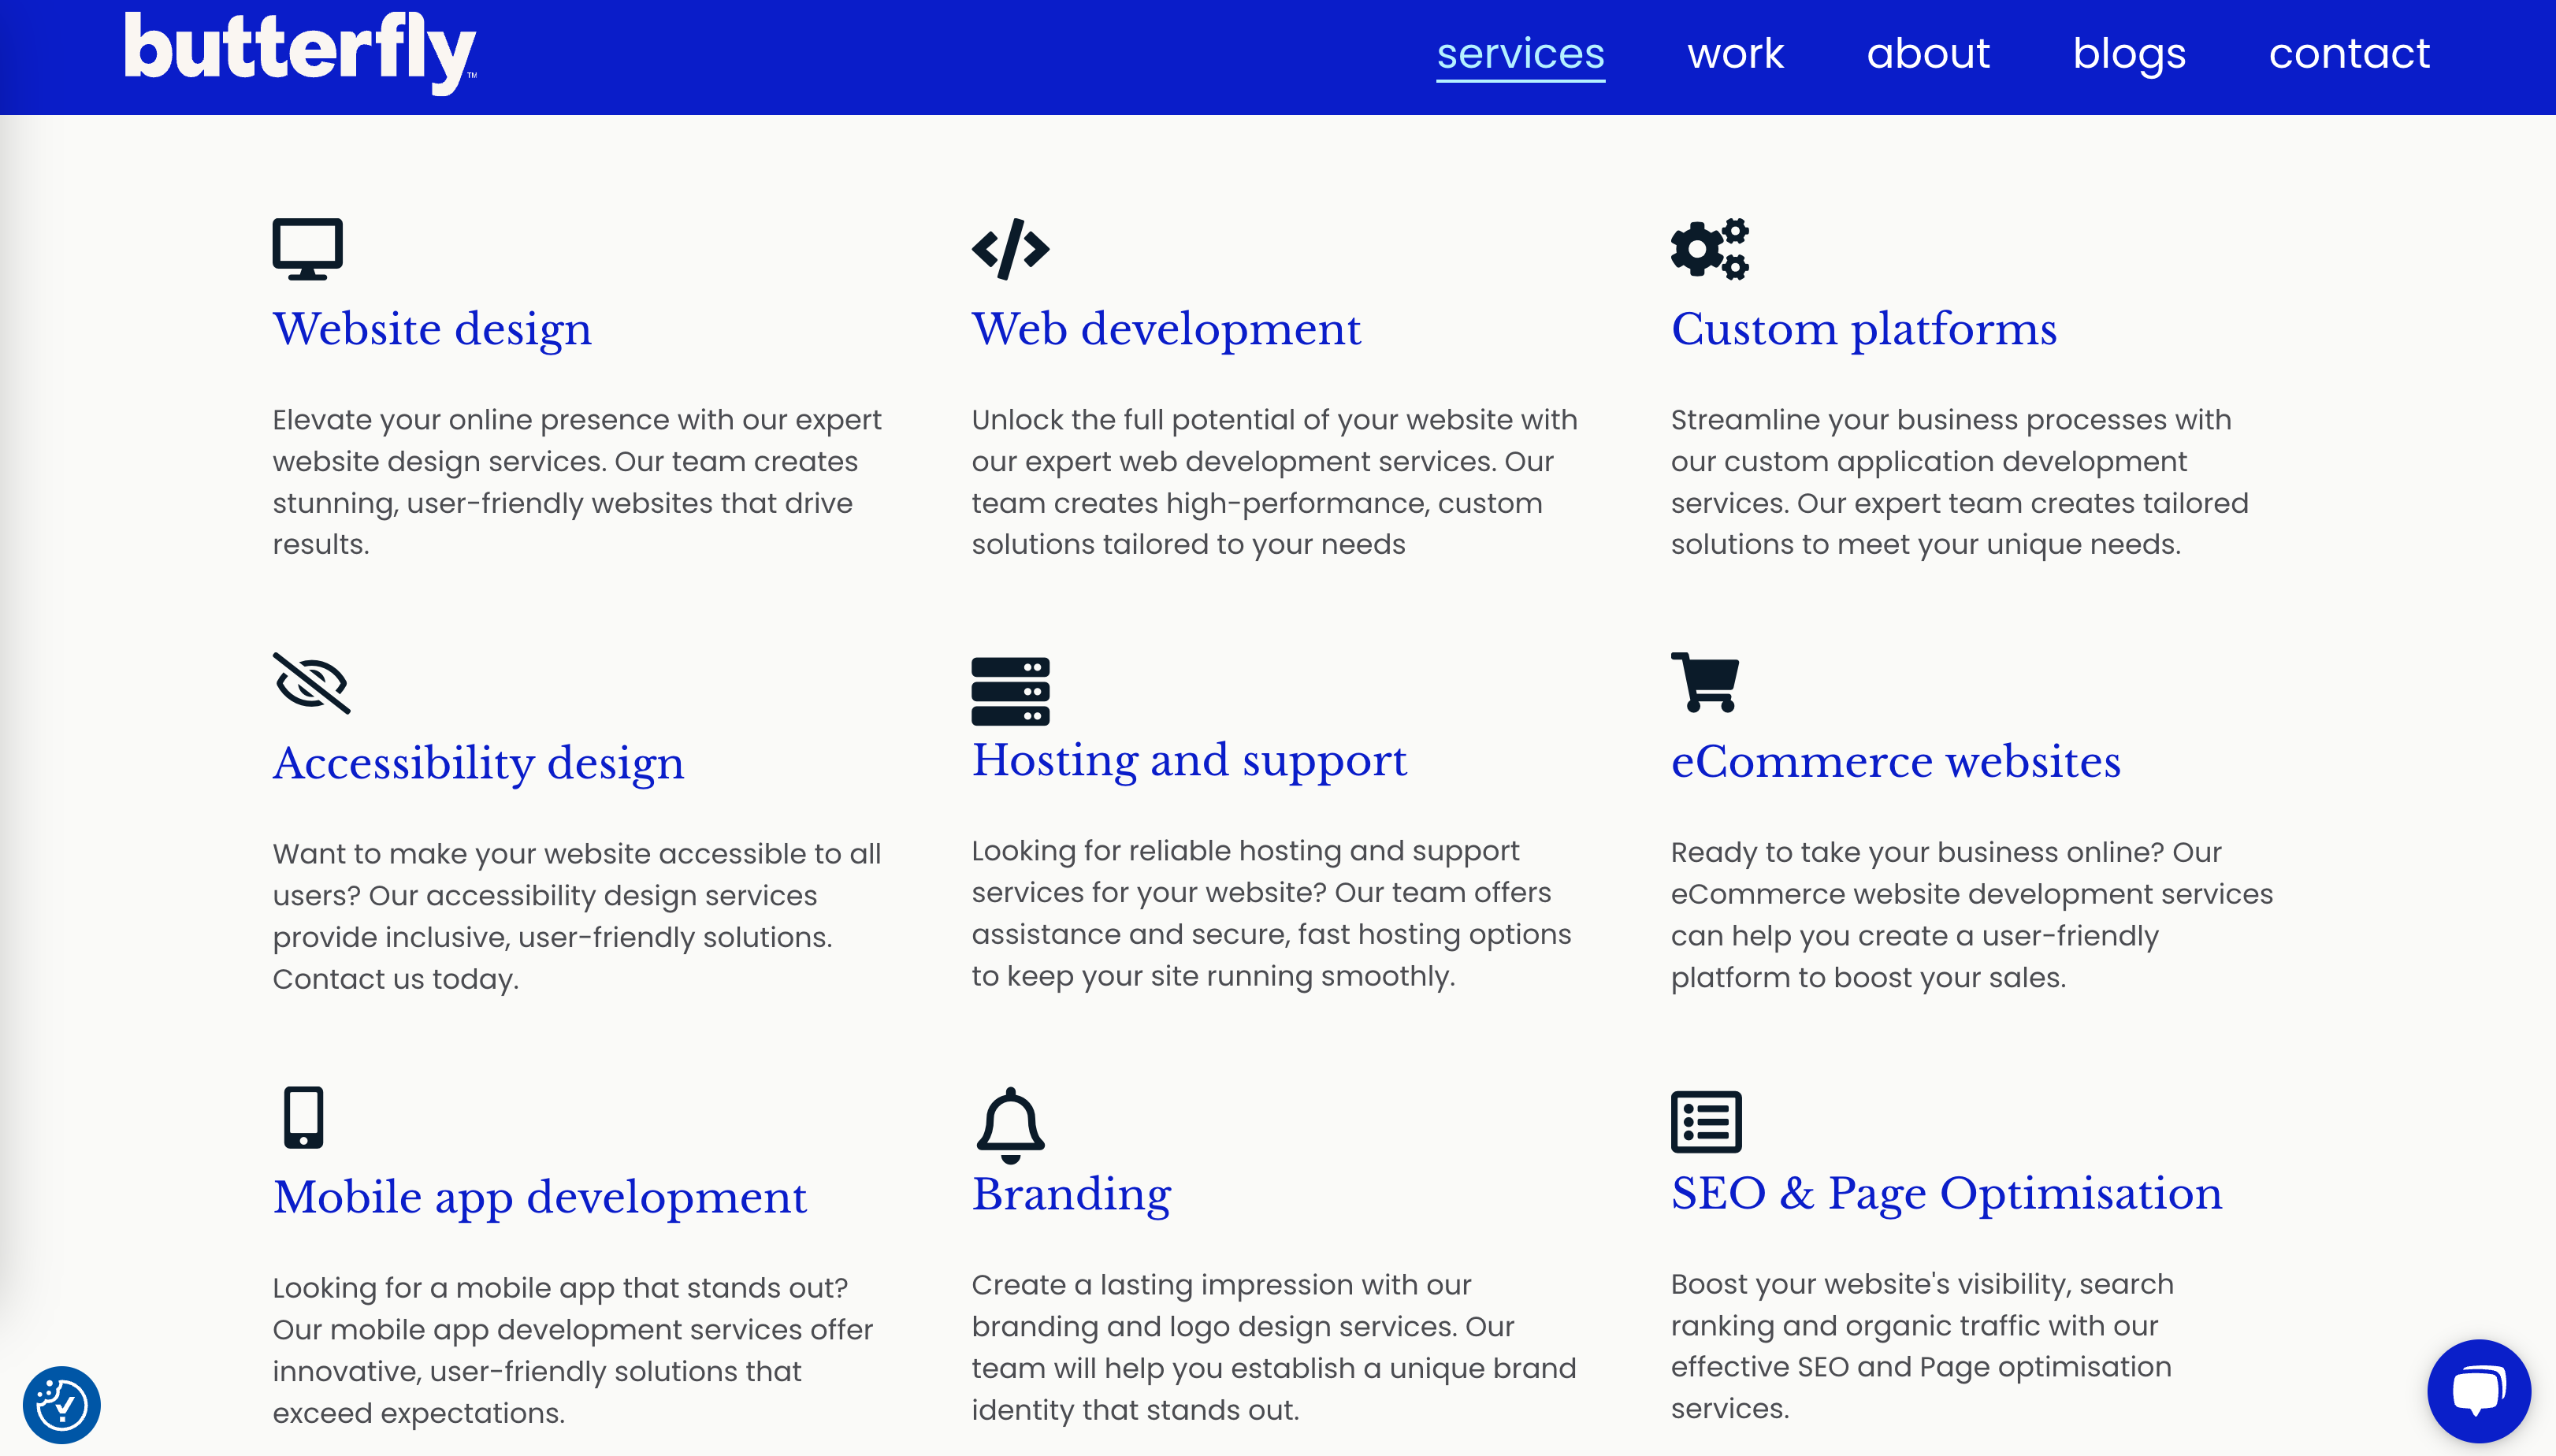 butterfly™
services
work
about
blogs
contact
Website design
Elevate your online presence with our expert
website design services. Our team creates
stunning, user-friendly websites that drive
results.
Web development
Unlock the full potential of your website with
our expert web development services. Our
team creates high-performance, custom
solutions tailored to your needs
Custom platforms
Streamline your business processes with
our custom application development
services. Our expert team creates tailored
solutions to meet your unique needs.
Accessibility design
Want to make your website accessible to all
users? Our accessibility design services
provide inclusive, user-friendly solutions.
Contact us today.
Hosting and support
Looking for reliable hosting and support
services for your website? Our team offers
assistance and secure, fast hosting options
to keep your site running smoothly.
eCommerce websites
Ready to take your business online? Our
eCommerce website development services
can help you create a user-friendly
platform to boost your sales.
Mobile app development
Looking for a mobile app that stands out?
Our mobile app development services offer
innovative, user-friendly solutions that
exceed expectations.
Branding
Create a lasting impression with our
branding and logo design services. Our
team will help you establish a unique brand
identity that stands out.
SEO & Page Optimisation
Boost your website's visibility, search
ranking and organic traffic with our
effective SEO and Page optimisation
services.